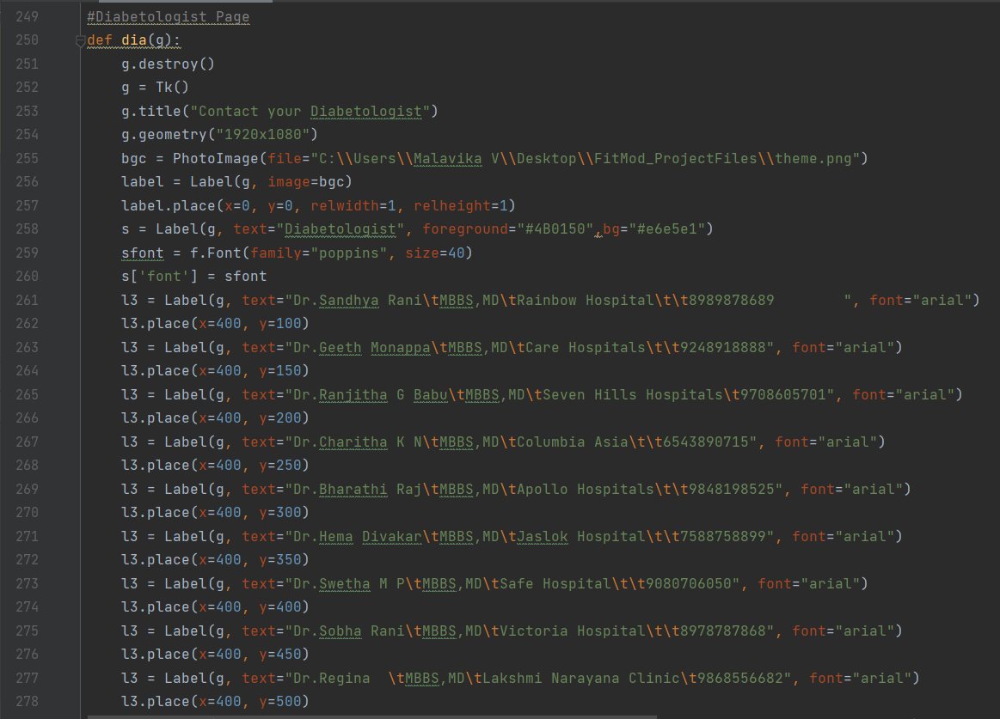 249 #Diabetologist Page
250 def dia(g):
251     g.destroy()
252     g = Tk()
253     g.title("Contact your Diabetologist")
254     g.geometry("1920x1080")
255     bgc = PhotoImage(file="C:\\Users\\Malavika V\\Desktop\\FitMod_ProjectFiles\\theme.png")
256     label = Label(g, image=bgc)
257     label.place(x=0, y=0, relwidth=1, relheight=1)
258     s = Label(g, text="Diabetologist", foreground="#4B0150",bg="#e6e5e1")
259     sfont = f.Font(family="poppins", size=40)
260     s['font'] = sfont
261     l3 = Label(g, text="Dr.Sandhya Rani\tMBBS,MD\tRainbow Hospital\t\t8989878689        ", font="arial")
262     l3.place(x=400, y=100)
263     l3 = Label(g, text="Dr.Geeth Monappa\tMBBS,MD\tCare Hospitals\t\t9248918888", font="arial")
264     l3.place(x=400, y=150)
265     l3 = Label(g, text="Dr.Ranjitha G Babu\tMBBS,MD\tSeven Hills Hospitals\t9708605701", font="arial")
266     l3.place(x=400, y=200)
267     l3 = Label(g, text="Dr.Charitha K N\tMBBS,MD\tColumbia Asia\t\t6543890715", font="arial")
268     l3.place(x=400, y=250)
269     l3 = Label(g, text="Dr.Bharathi Raj\tMBBS,MD\tApollo Hospitals\t\t9848198525", font="arial")
270     l3.place(x=400, y=300)
271     l3 = Label(g, text="Dr.Hema Divakar\tMBBS,MD\tJaslok Hospital\t\t7588758899", font="arial")
272     l3.place(x=400, y=350)
273     l3 = Label(g, text="Dr.Swetha M P\tMBBS,MD\tSafe Hospital\t\t9080706050", font="arial")
274     l3.place(x=400, y=400)
275     l3 = Label(g, text="Dr.Sobha Rani\tMBBS,MD\tVictoria Hospital\t\t8978787868", font="arial")
276     l3.place(x=400, y=450)
277     l3 = Label(g, text="Dr.Regina  \tMBBS,MD\tLakshmi Narayana Clinic\t9868556682", font="arial")
278     l3.place(x=400, y=500)